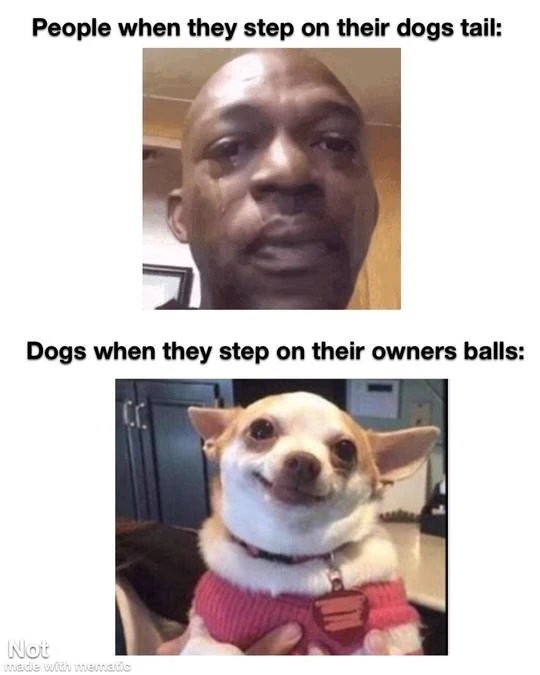 People when they step on their dogs tail:
Dogs when they step on their owners balls:
Not
made with mematic